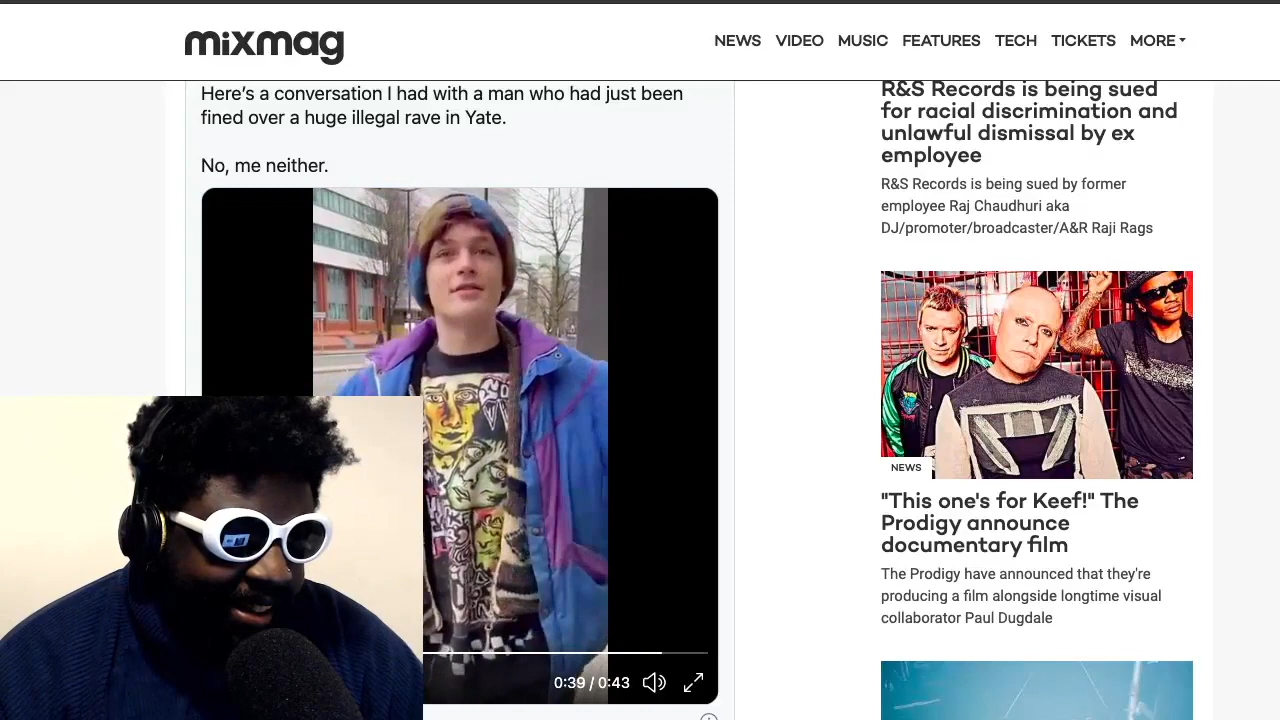 mixmag
NEWS VIDEO MUSIC FEATURES TECH TICKETS MORE
Here's a conversation I had with a man who had just been
fined over a huge illegal rave in Yate.
No, me neither.
0:39 / 0:43
R&S Records is being sued
for racial discrimination and
unlawful dismissal by ex
employee
R&S Records is being sued by former
employee Raj Chaudhuri aka
DJ/promoter/broadcaster/A&R Raji Rags
NEWS
"This one's for Keef!" The
Prodigy announce
documentary film
The Prodigy have announced that they're
producing a film alongside longtime visual
collaborator Paul Dugdale